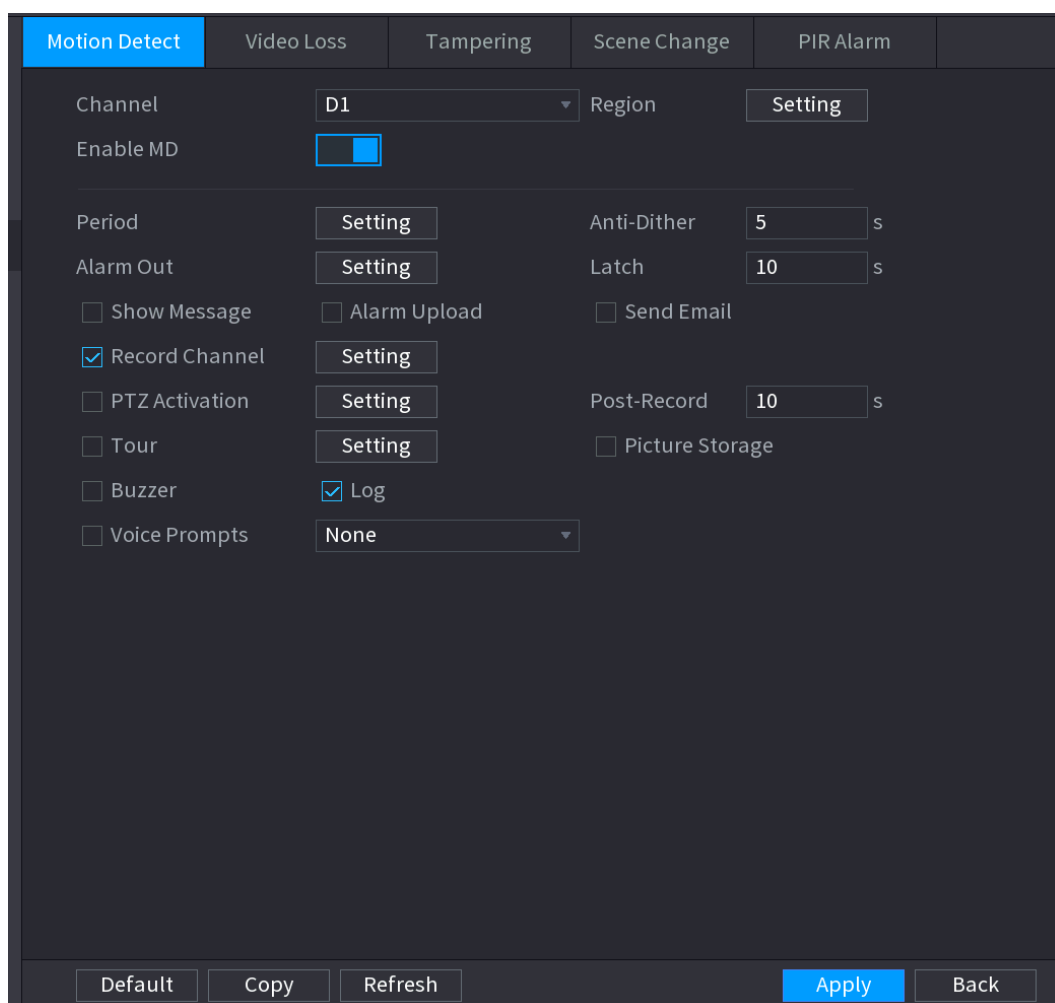 Motion Detect Video Loss Tampering Scene Change PIR Alarm
Channel D1 Region Setting
Enable MD
Period Setting Anti-Dither 5 s
Alarm Out Setting Latch 10 s
Show Message Alarm Upload Send Email
Record Channel Setting
PTZ Activation Setting Post-Record 10 s
Tour Setting Picture Storage
Buzzer Log
Voice Prompts None
Default Copy Refresh Apply Back